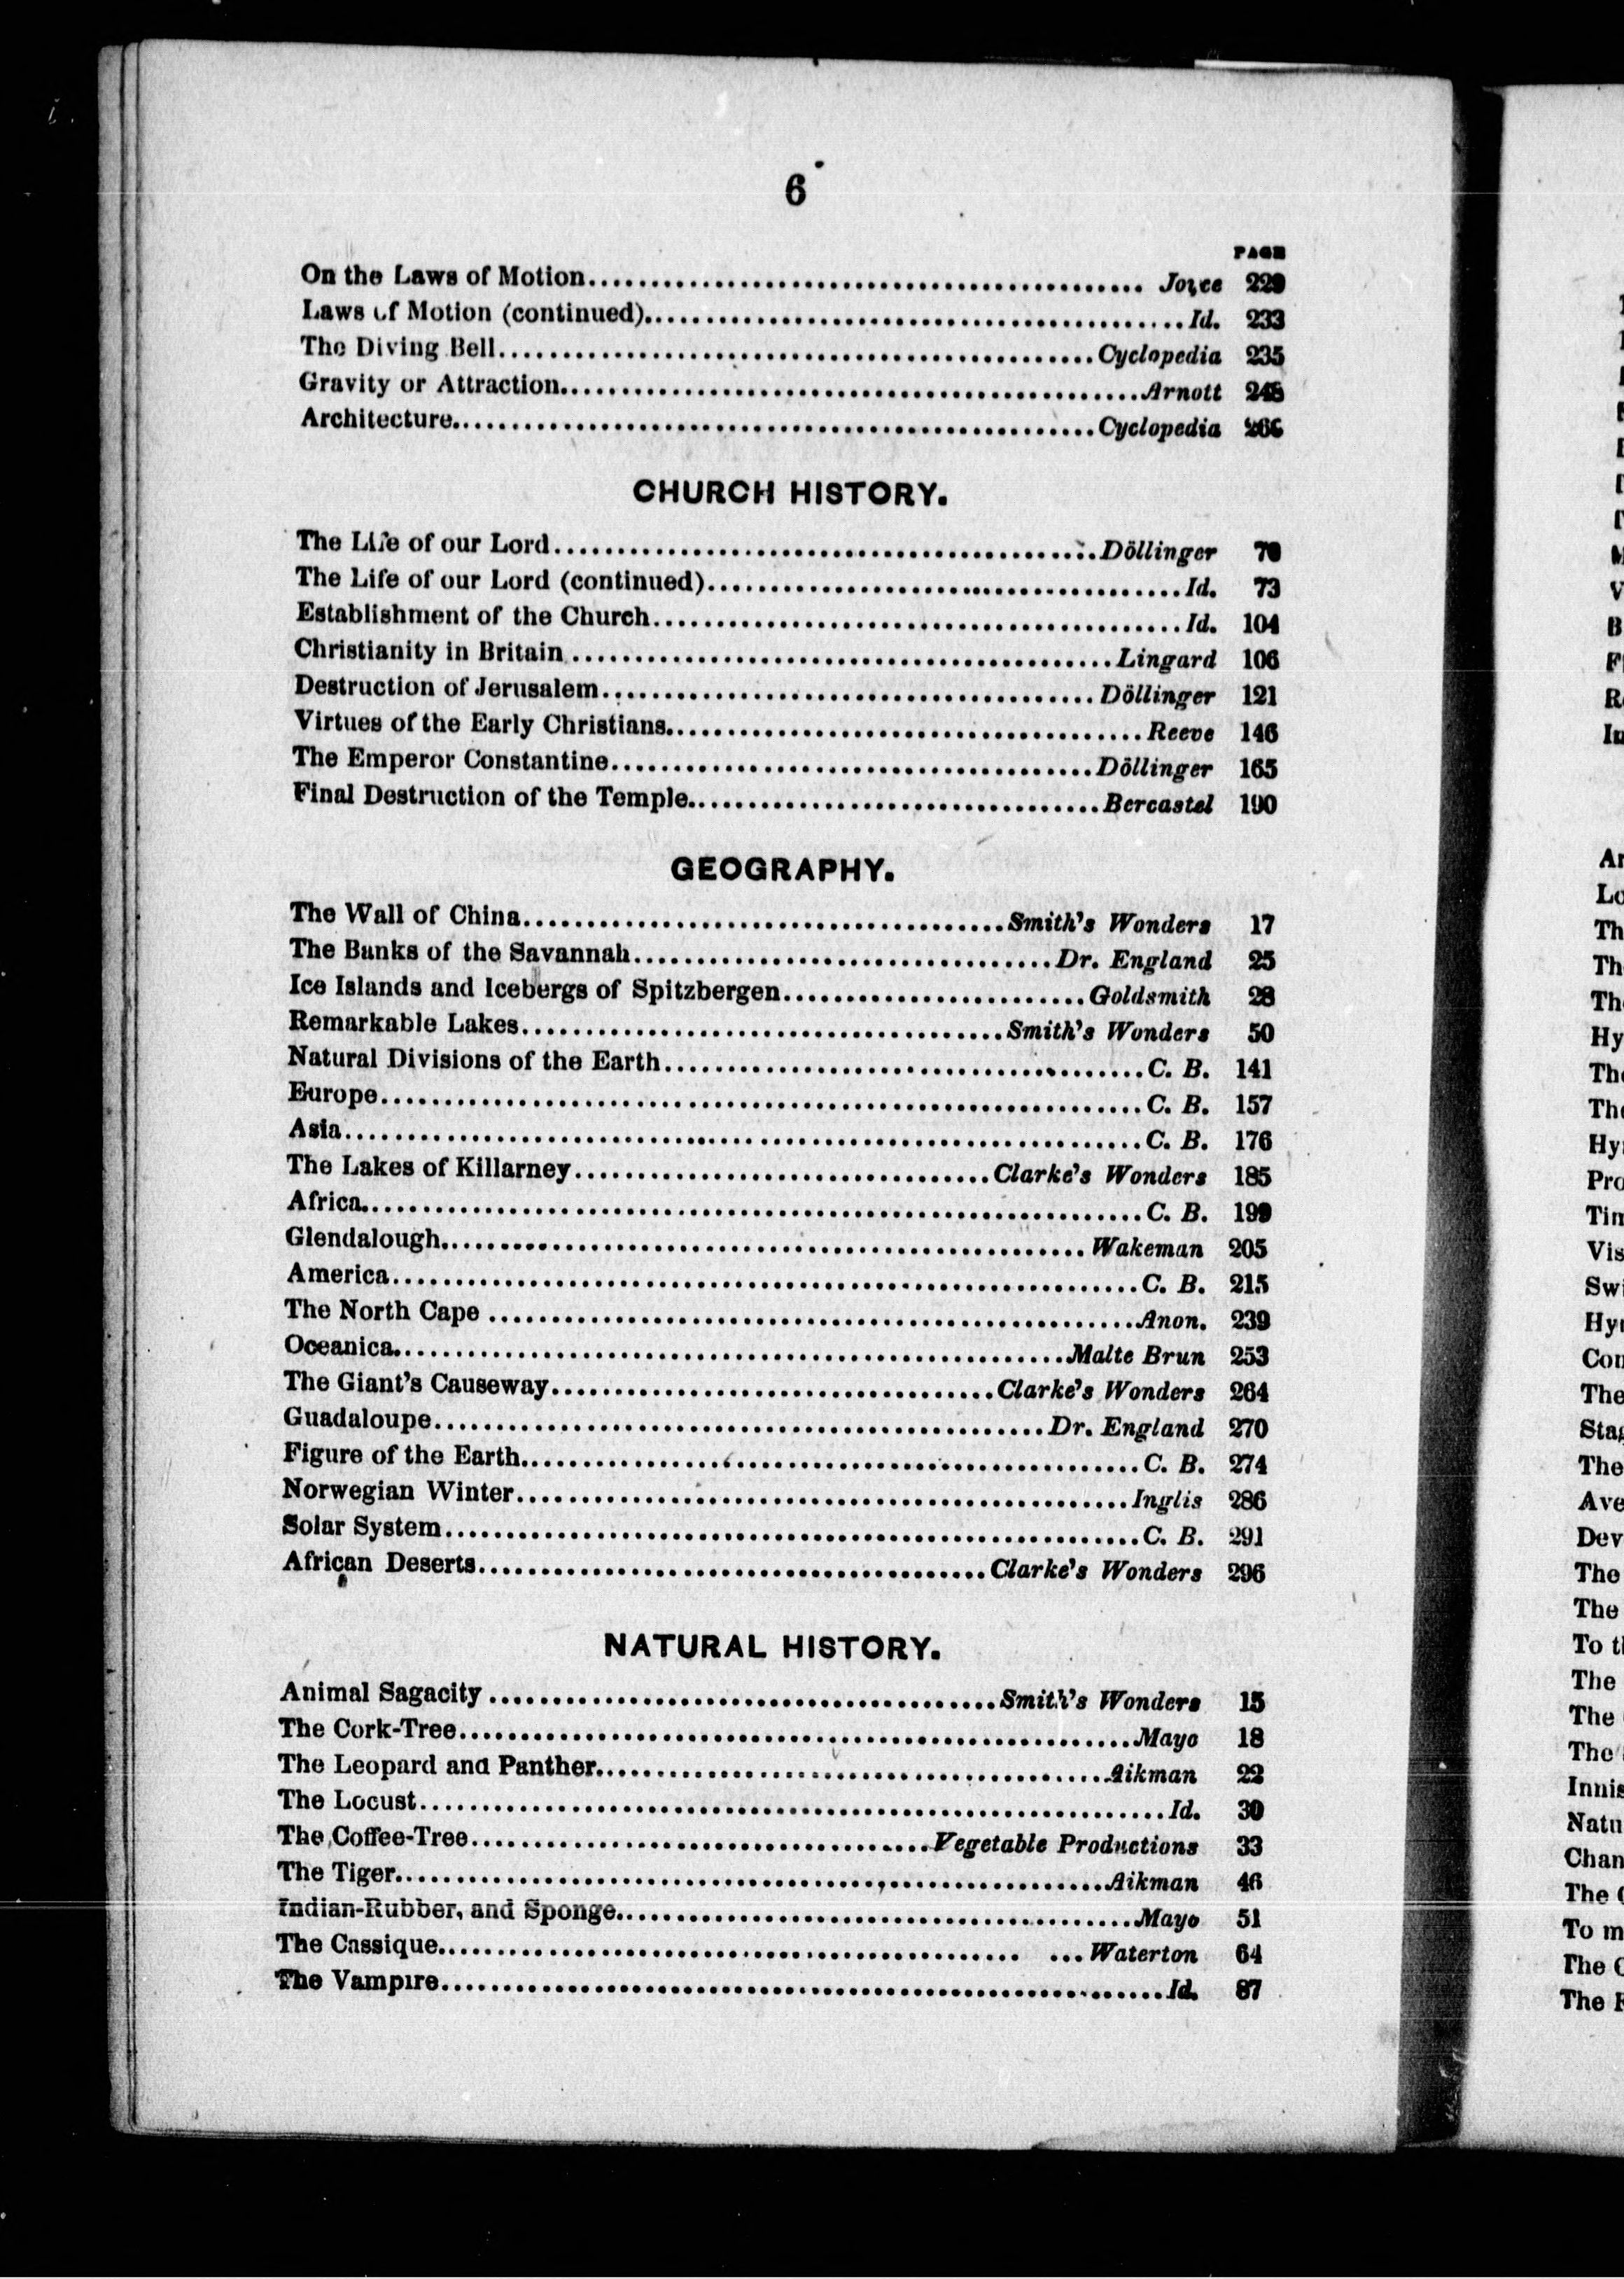 6
PAGE
On the Laws of Motion............................................ Joyce 229
Laws of Motion (continued)............................................Id. 233
The Diving Bell................................................Cyclopedia 235
Gravity or Attraction..............................................Arnott 248
Architecture...................................................Cyclopedia 266
CHURCH HISTORY.
The Life of our Lord............................................Döllinger 70
The Life of our Lord (continued)......................................Id. 73
Establishment of the Church..........................................Id. 104
Christianity in Britain ...........................................Lingard 106
Destruction of Jerusalem.......................................Döllinger 121
Virtues of the Early Christians......................................Reeve 146
The Emperor Constantine.......................................Döllinger 165
Final Destruction of the Temple.................................Bercastel 190
GEOGRAPHY.
The Wall of China.......................................Smith's Wonders 17
The Banks of the Savannah..................................Dr. England 25
Ice Islands and Icebergs of Spitzbergen........................Goldsmith 28
Remarkable Lakes.......................................Smith's Wonders 50
Natural Divisions of the Earth......................................C. B. 141
Europe.............................................................C. B. 157
Asia................................................................C. B. 176
The Lakes of Killarney.................................Clarke's Wonders 185
Africa..............................................................C. B. 199
Glendalough....................................................Wakeman 205
America............................................................C. B. 215
The North Cape ....................................................Anon. 239
Oceanica......................................................Malte Brun 253
The Giant's Causeway...................................Clarke's Wonders 264
Guadaloupe.................................................Dr. England 270
Figure of the Earth.................................................C. B. 274
Norwegian Winter.................................................Inglis 286
Solar System.......................................................C. B. 291
African Deserts.........................................Clarke's Wonders 296
NATURAL HISTORY.
Animal Sagacity ........................................Smith's Wonders 15
The Cork-Tree......................................................Mayo 18
The Leopard and Panther.........................................Aikman 22
The Locust............................................................Id. 30
The Coffee-Tree.....................................Vegetable Productions 33
The Tiger........................................................Aikman 46
Indian-Rubber, and Sponge.........................................Mayo 51
The Cassique.............................................. ...Waterton 64
The Vampire..........................................................Id. 87